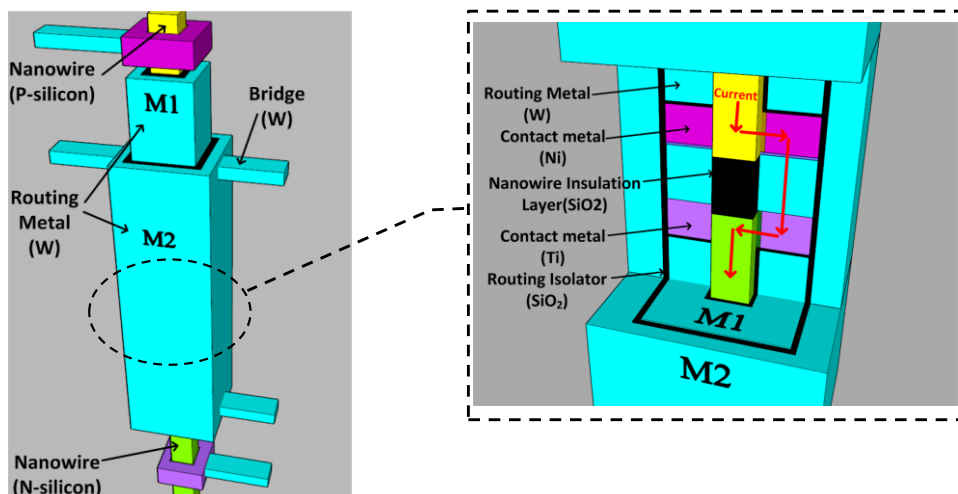 Nanowire
(P-silicon)
M1
Bridge
(W)
Routing
Metal
(W)
M2
Nanowire
(N-silicon)
Routing Metal
(W)
Contact metal
(Ni)
Nanowire Insulation
Layer(SiO2)
Contact metal
(Ti)
Routing Isolator
(SiO₂)
Current
M1
M2